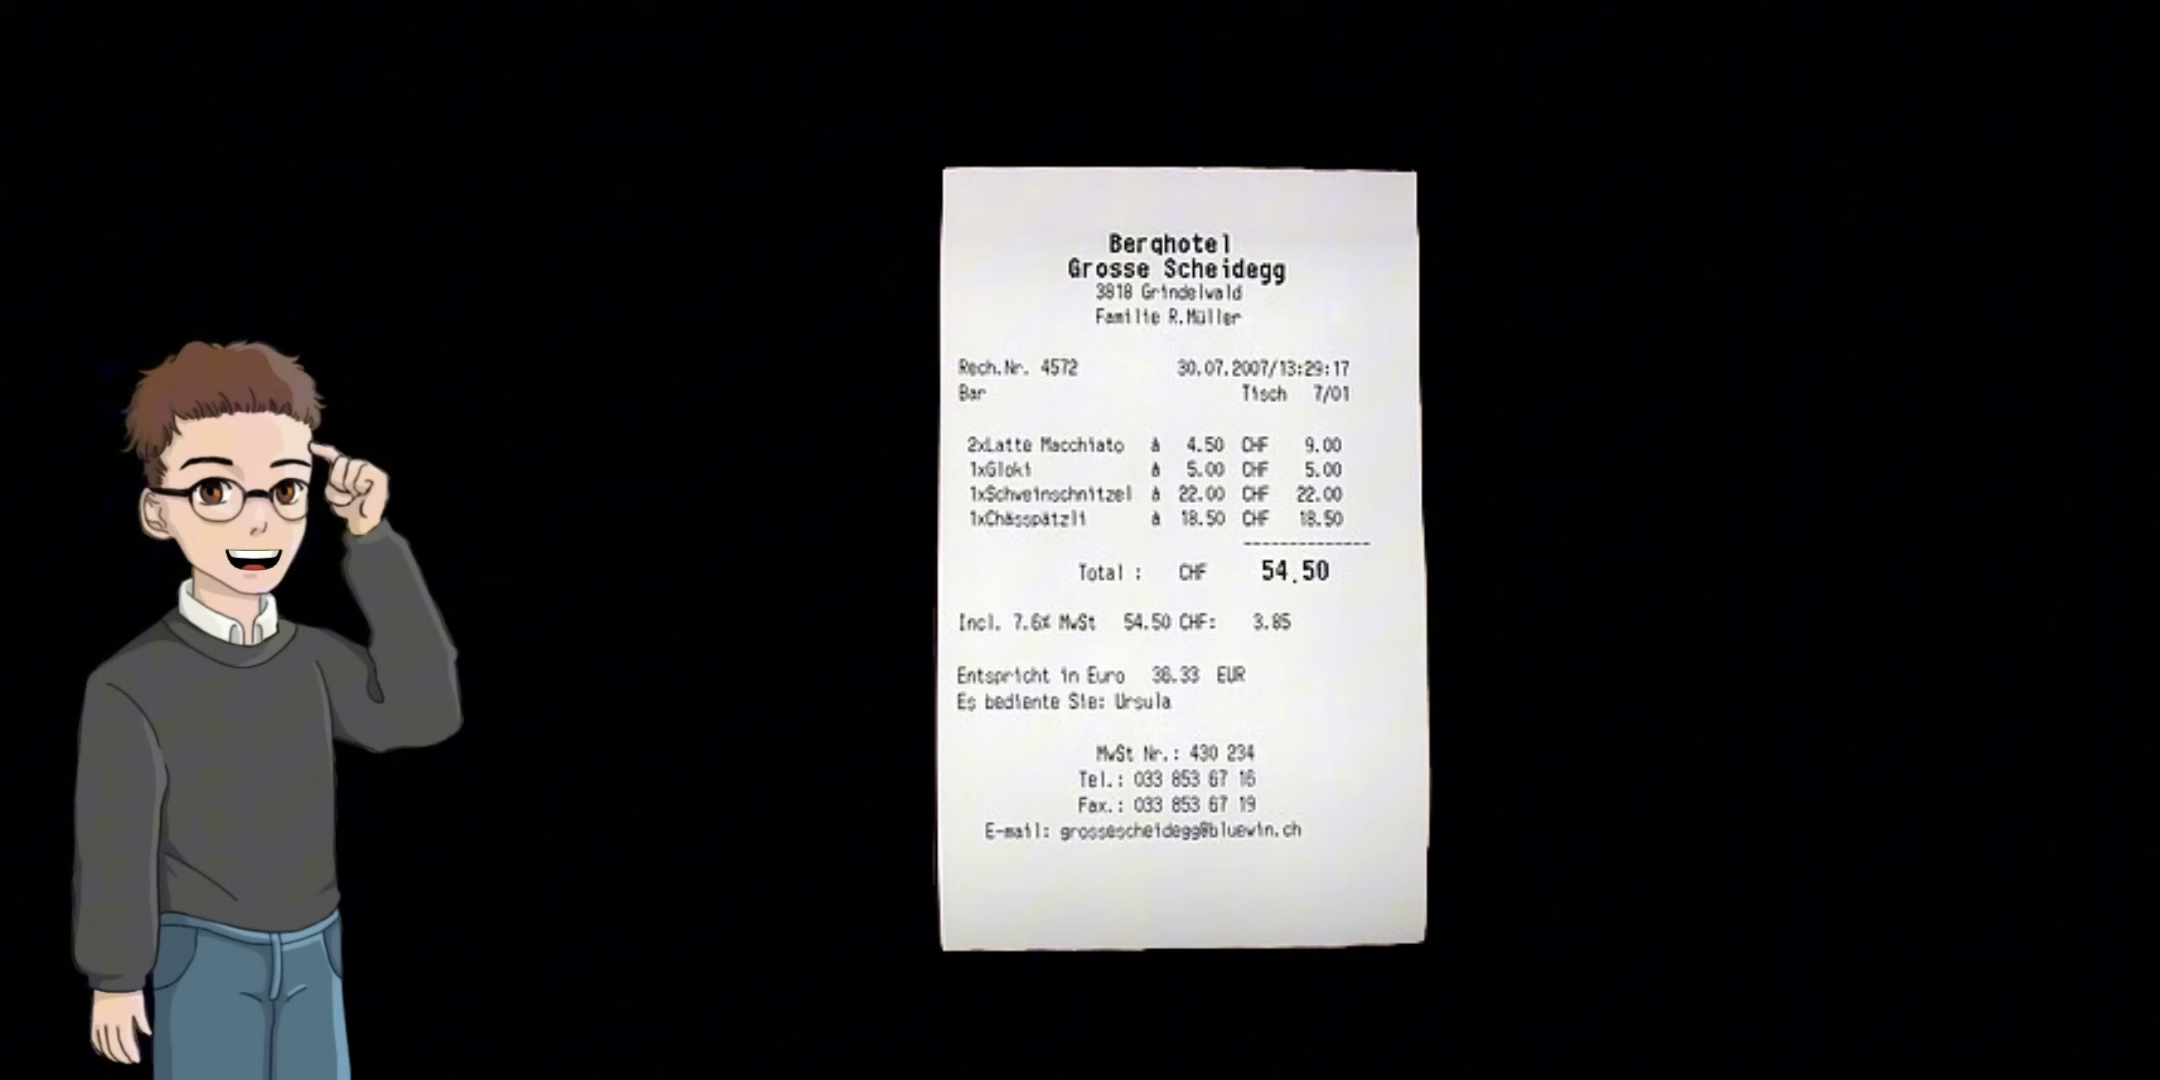 Berghotel
Grosse Scheidegg
3818 Grindelwald
Familie R.Müller
Rech.Nr. 4572 30.07.2007/13:29:17
Bar Tisch 7/01
2xLatte Macchiato à 4.50 CHF 9.00
1xGloki à 5.00 CHF 5.00
1xSchweinschnitzel à 22.00 CHF 22.00
1xChässpätzli à 18.50 CHF 18.50
--------------
Total : CHF 54.50
Incl. 7.6% MwSt 54.50 CHF: 3.85
Entspricht in Euro 36.33 EUR
Es bediente Sie: Ursula
MwSt Nr.: 430 234
Tel.: 033 853 67 16
Fax.: 033 853 67 19
E-mail: grossescheidegg@bluewin.ch